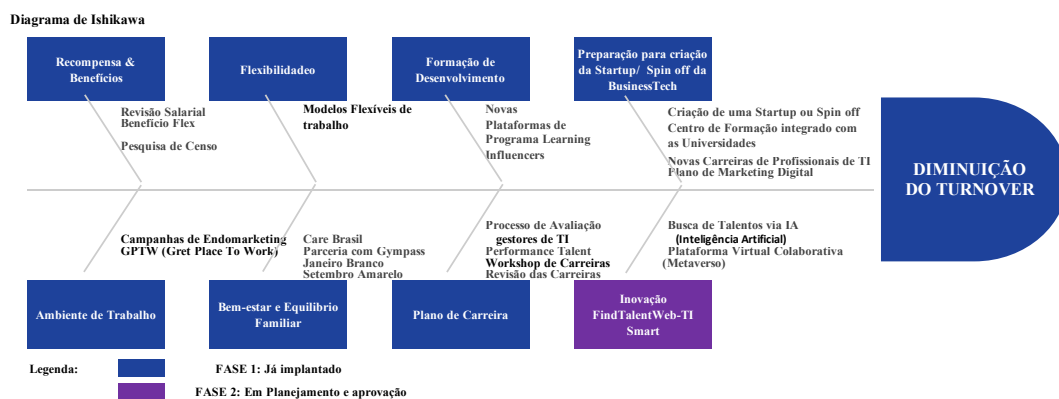 Diagrama de Ishikawa
Recompensa &
Benefícios
Flexibilidadeo
Formação de
Desenvolvimento
Preparação para criação
da Startup/ Spin off da
BusinessTech
Revisão Salarial
Benefício Flex
Pesquisa de Censo
Modelos Flexíveis de
trabalho
Novas
Plataformas de
Programa Learning
Influencers
Criação de uma Startup ou Spin off
Centro de Formação integrado com
as Universidades
Novas Carreiras de Profissionais de TI
Plano de Marketing Digital
DIMINUIÇÃO
DO TURNOVER
Campanhas de Endomarketing
GPTW (Gret Place To Work)
Care Brasil
Parceria com Gympass
Janeiro Branco
Setembro Amarelo
Processo de Avaliação
gestores de TI
Performance Talent
Workshop de Carreiras
Revisão das Carreiras
Busca de Talentos via IA
(Inteligência Artificial)
Plataforma Virtual Colaborativa
(Metaverso)
Ambiente de Trabalho
Bem-estar e Equilibrio
Familiar
Plano de Carreira
Inovação
FindTalentWeb-TI
Smart
Legenda:
FASE 1: Já implantado
FASE 2: Em Planejamento e aprovação